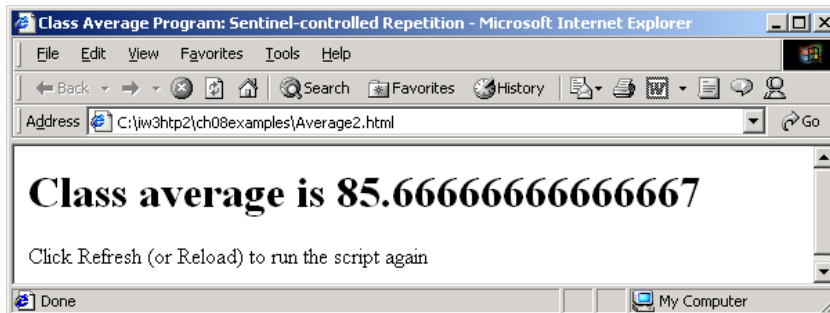 Class Average Program: Sentinel-controlled Repetition - Microsoft Internet Explorer
File Edit View Favorites Tools Help
Back Search Favorites History
Address C:\iw3htp2\ch08examples\Average2.html Go
Class average is 85.66666666666667
Click Refresh (or Reload) to run the script again
Done My Computer